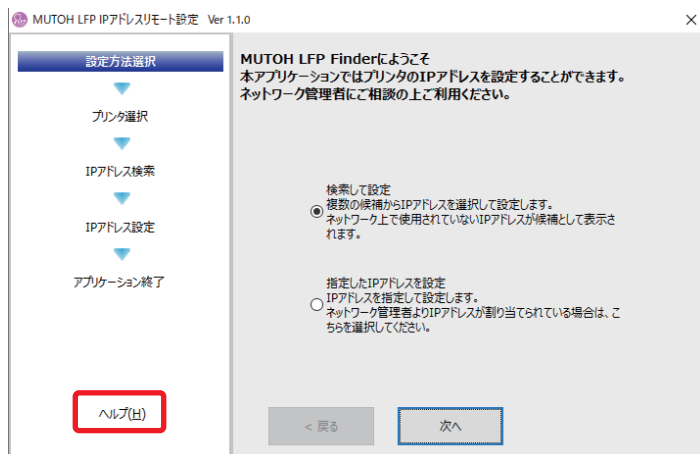 MUTOH LFP IPアドレスリモート設定 Ver 1.1.0
設定方法選択
プリンタ選択
IPアドレス検索
IPアドレス設定
アプリケーション終了
ヘルプ(H)
MUTOH LFP Finderにようこそ
本アプリケーションではプリンタのIPアドレスを設定することができます。
ネットワーク管理者にご相談の上ご利用ください。
検索して設定
複数の候補からIPアドレスを選択して設定します。
ネットワーク上で使用されていないIPアドレスが候補として表示さ
れます。
指定したIPアドレスを設定
IPアドレスを指定して設定します。
ネットワーク管理者よりIPアドレスが割り当てられている場合は、こ
ちらを選択してください。
< 戻る
次へ